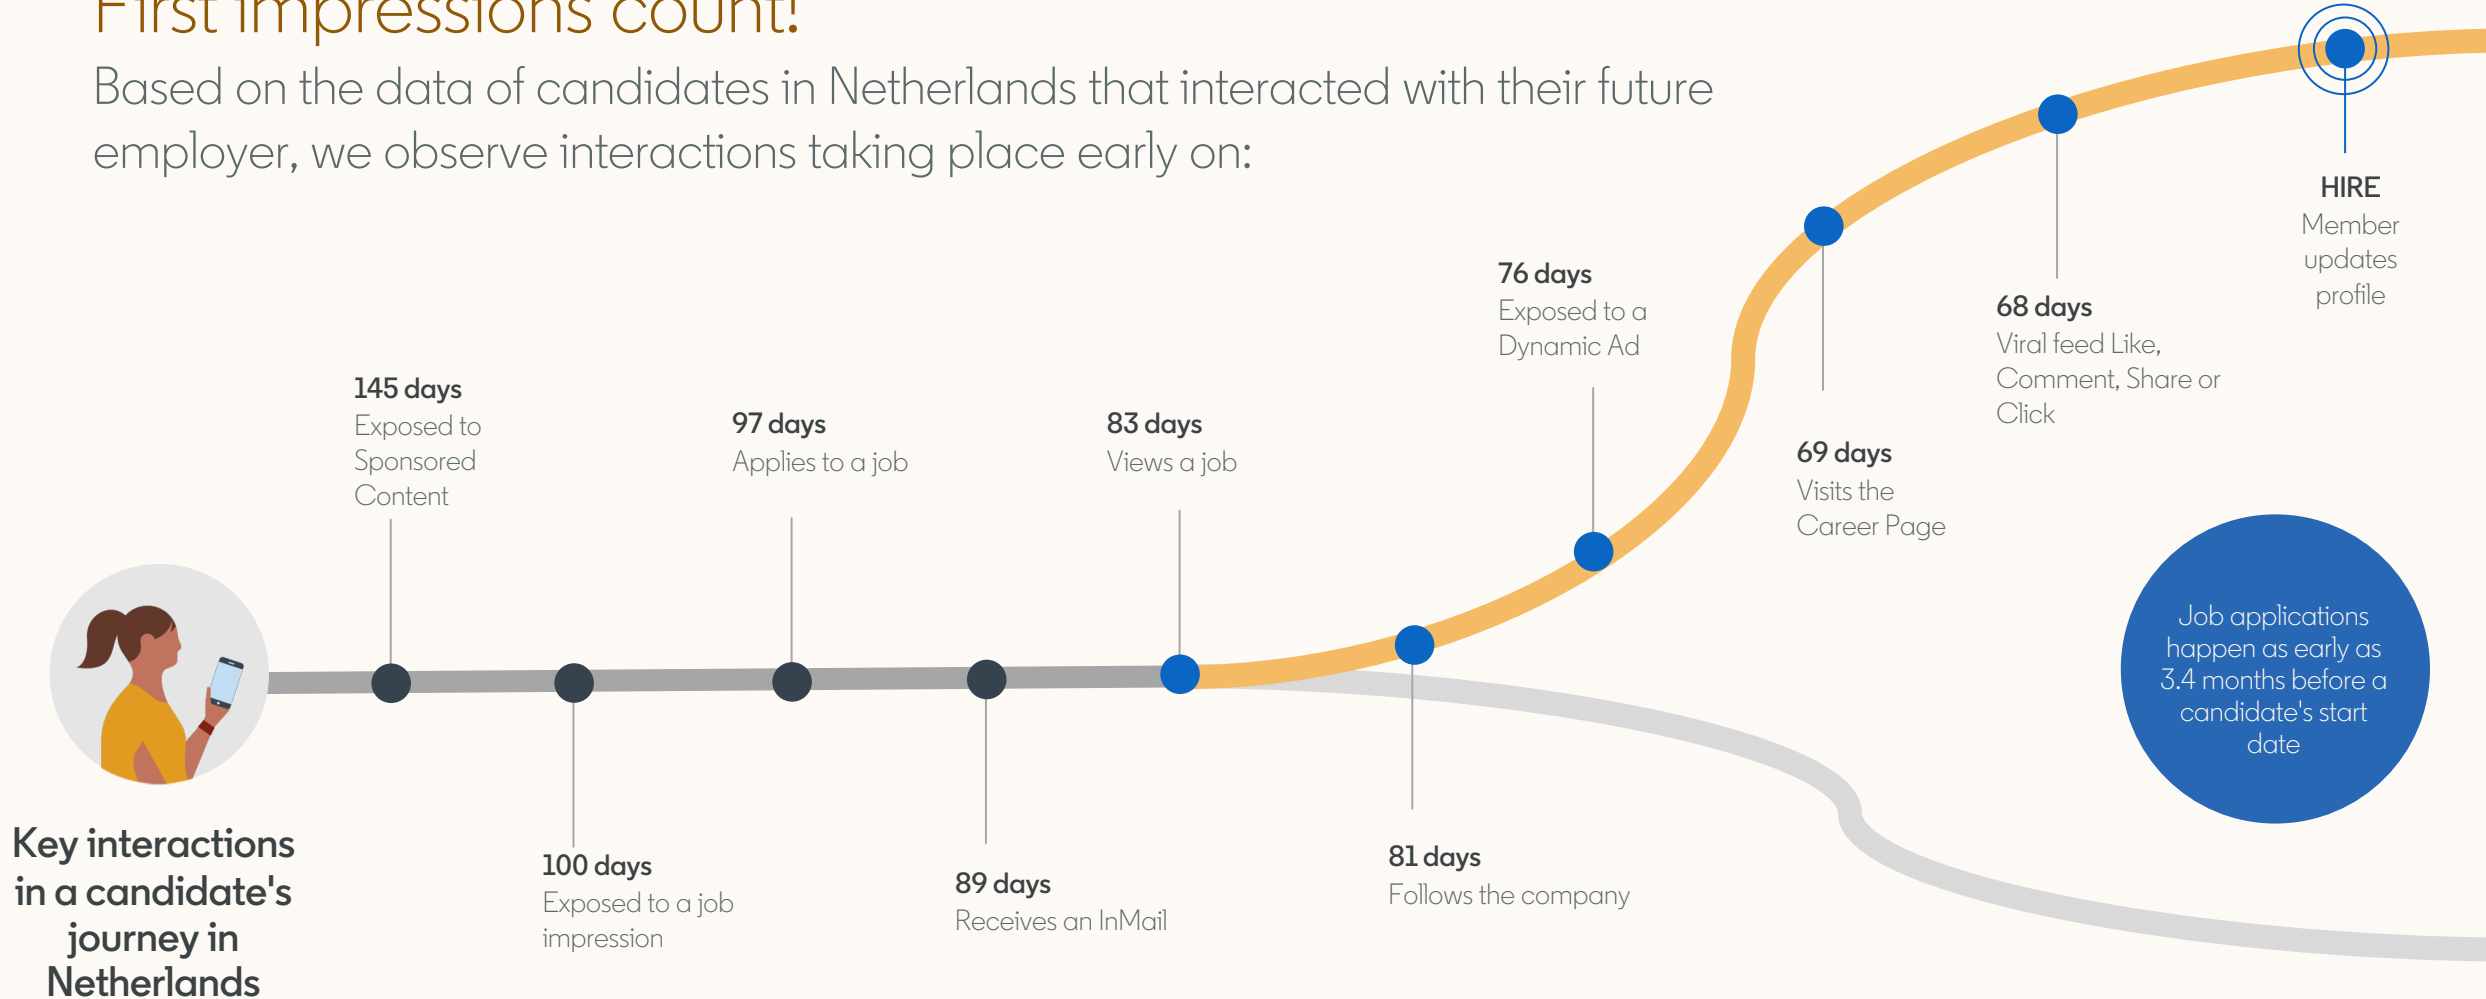 First impressions count!
Based on the data of candidates in Netherlands that interacted with their future
employer, we observe interactions taking place early on:
HIRE
Member
updates
profile
76 days
Exposed to a
Dynamic Ad
68 days
Viral feed Like,
Comment, Share or
Click
145 days
Exposed to
Sponsored
Content
97 days
Applies to a job
83 days
Views a job
69 days
Visits the
Career Page
Job applications
happen as early as
3.4 months before a
candidate's start
date
Key interactions
in a candidate's
journey in
Netherlands
100 days
Exposed to a job
impression
89 days
Receives an InMail
81 days
Follows the company